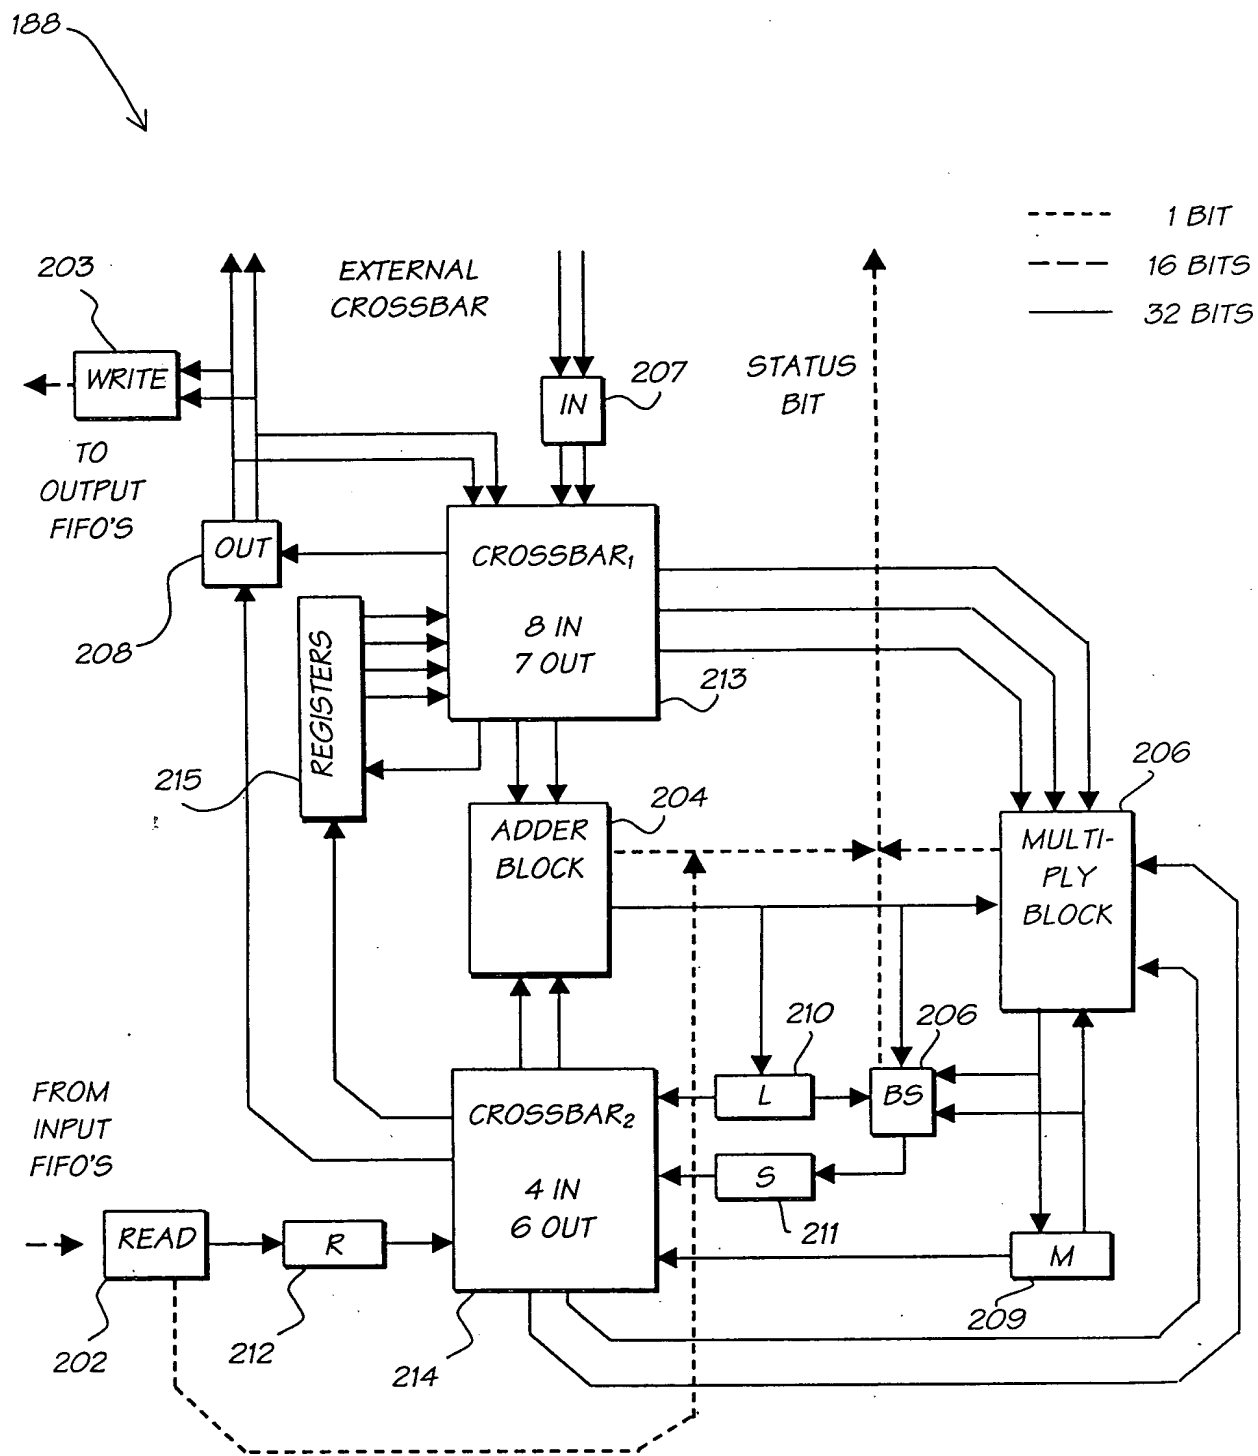 188
1 BIT
16 BITS
32 BITS
203
EXTERNAL
CROSSBAR
WRITE
IN
207
STATUS
BIT
TO
OUTPUT
FIFO'S
OUT
208
CROSSBAR1
8 IN
7 OUT
213
REGISTERS
215
204
ADDER
BLOCK
206
MULTI-
PLY
BLOCK
210
206
L
BS
FROM
INPUT
FIFO'S
CROSSBAR2
4 IN
6 OUT
S
211
READ
R
M
202
212
214
209